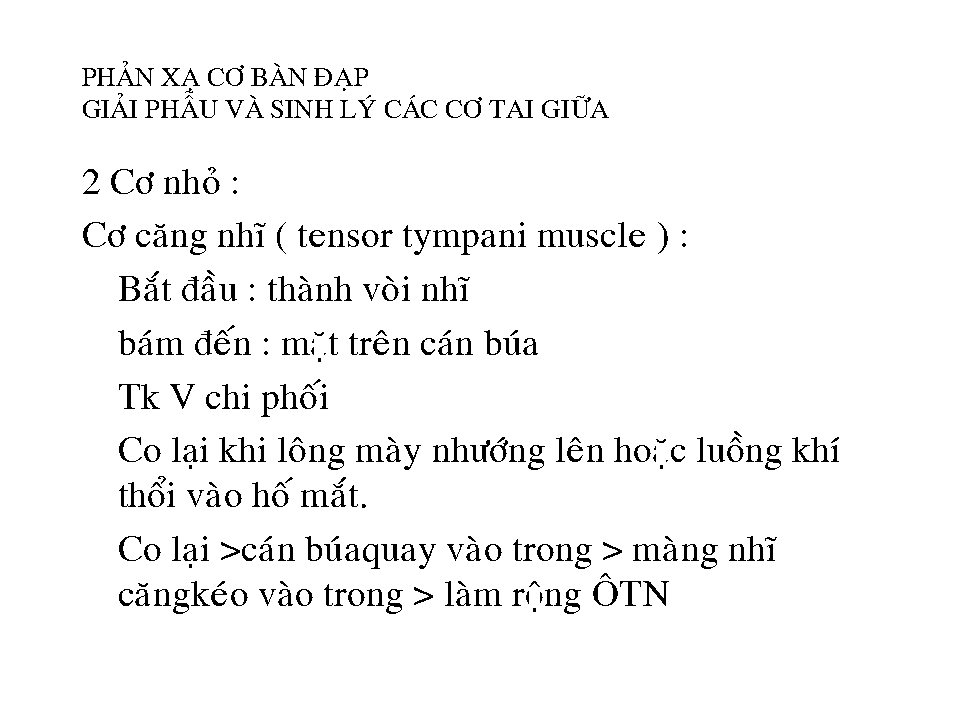 PHẢN XẠ CƠ BÀN ĐẠP
GIẢI PHẨU VÀ SINH LÝ CÁC CƠ TAI GIỮA
2 Cơ nhỏ :
Cơ căng nhĩ ( tensor tympani muscle ) :
Bắt đầu : thành vòi nhĩ
bám đến : mặt trên cán búa
Tk V chi phối
Co lại khi lông mày nhướng lên hoặc luồng khí
thổi vào hố mắt.
Co lại >cán búaquay vào trong > màng nhĩ
căngkéo vào trong > làm rộng ÔTN